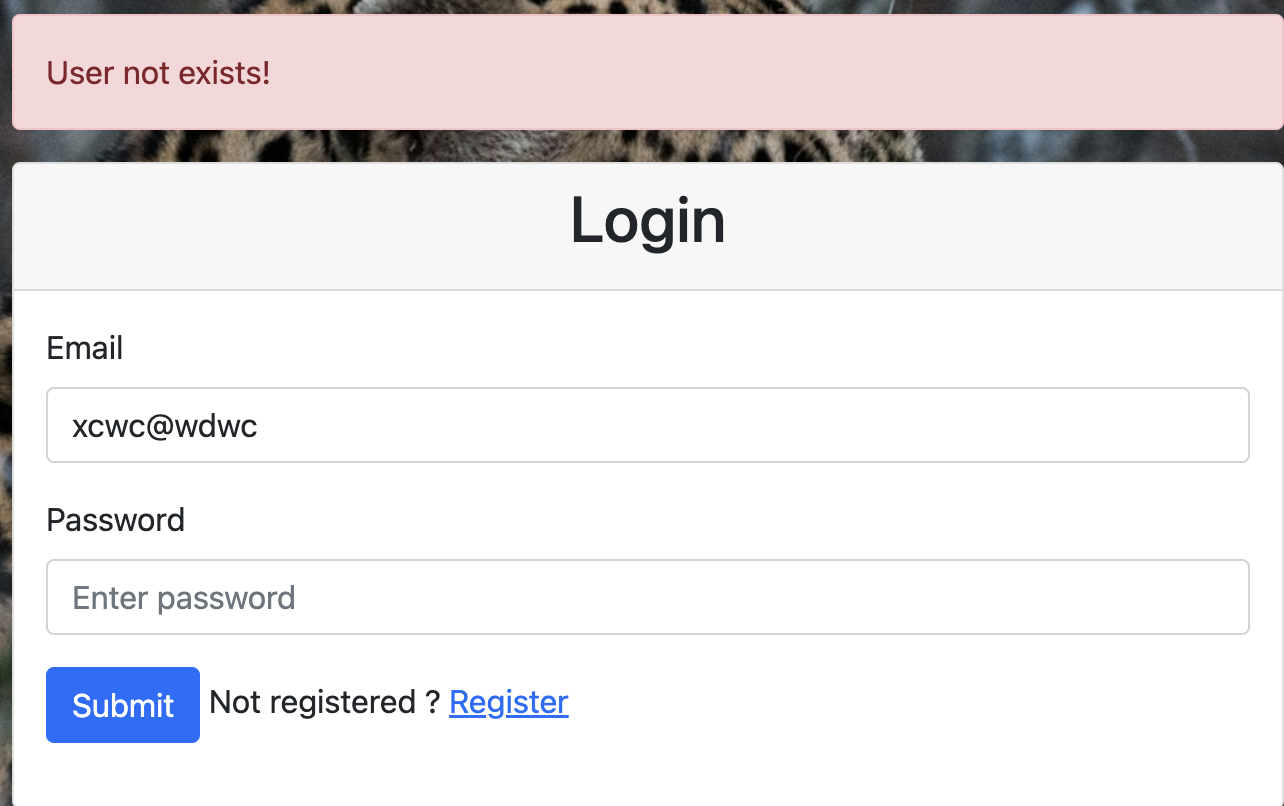 User not exists!
Login
Email
xcwc@wdwc
Password
Enter password
Submit Not registered ? Register